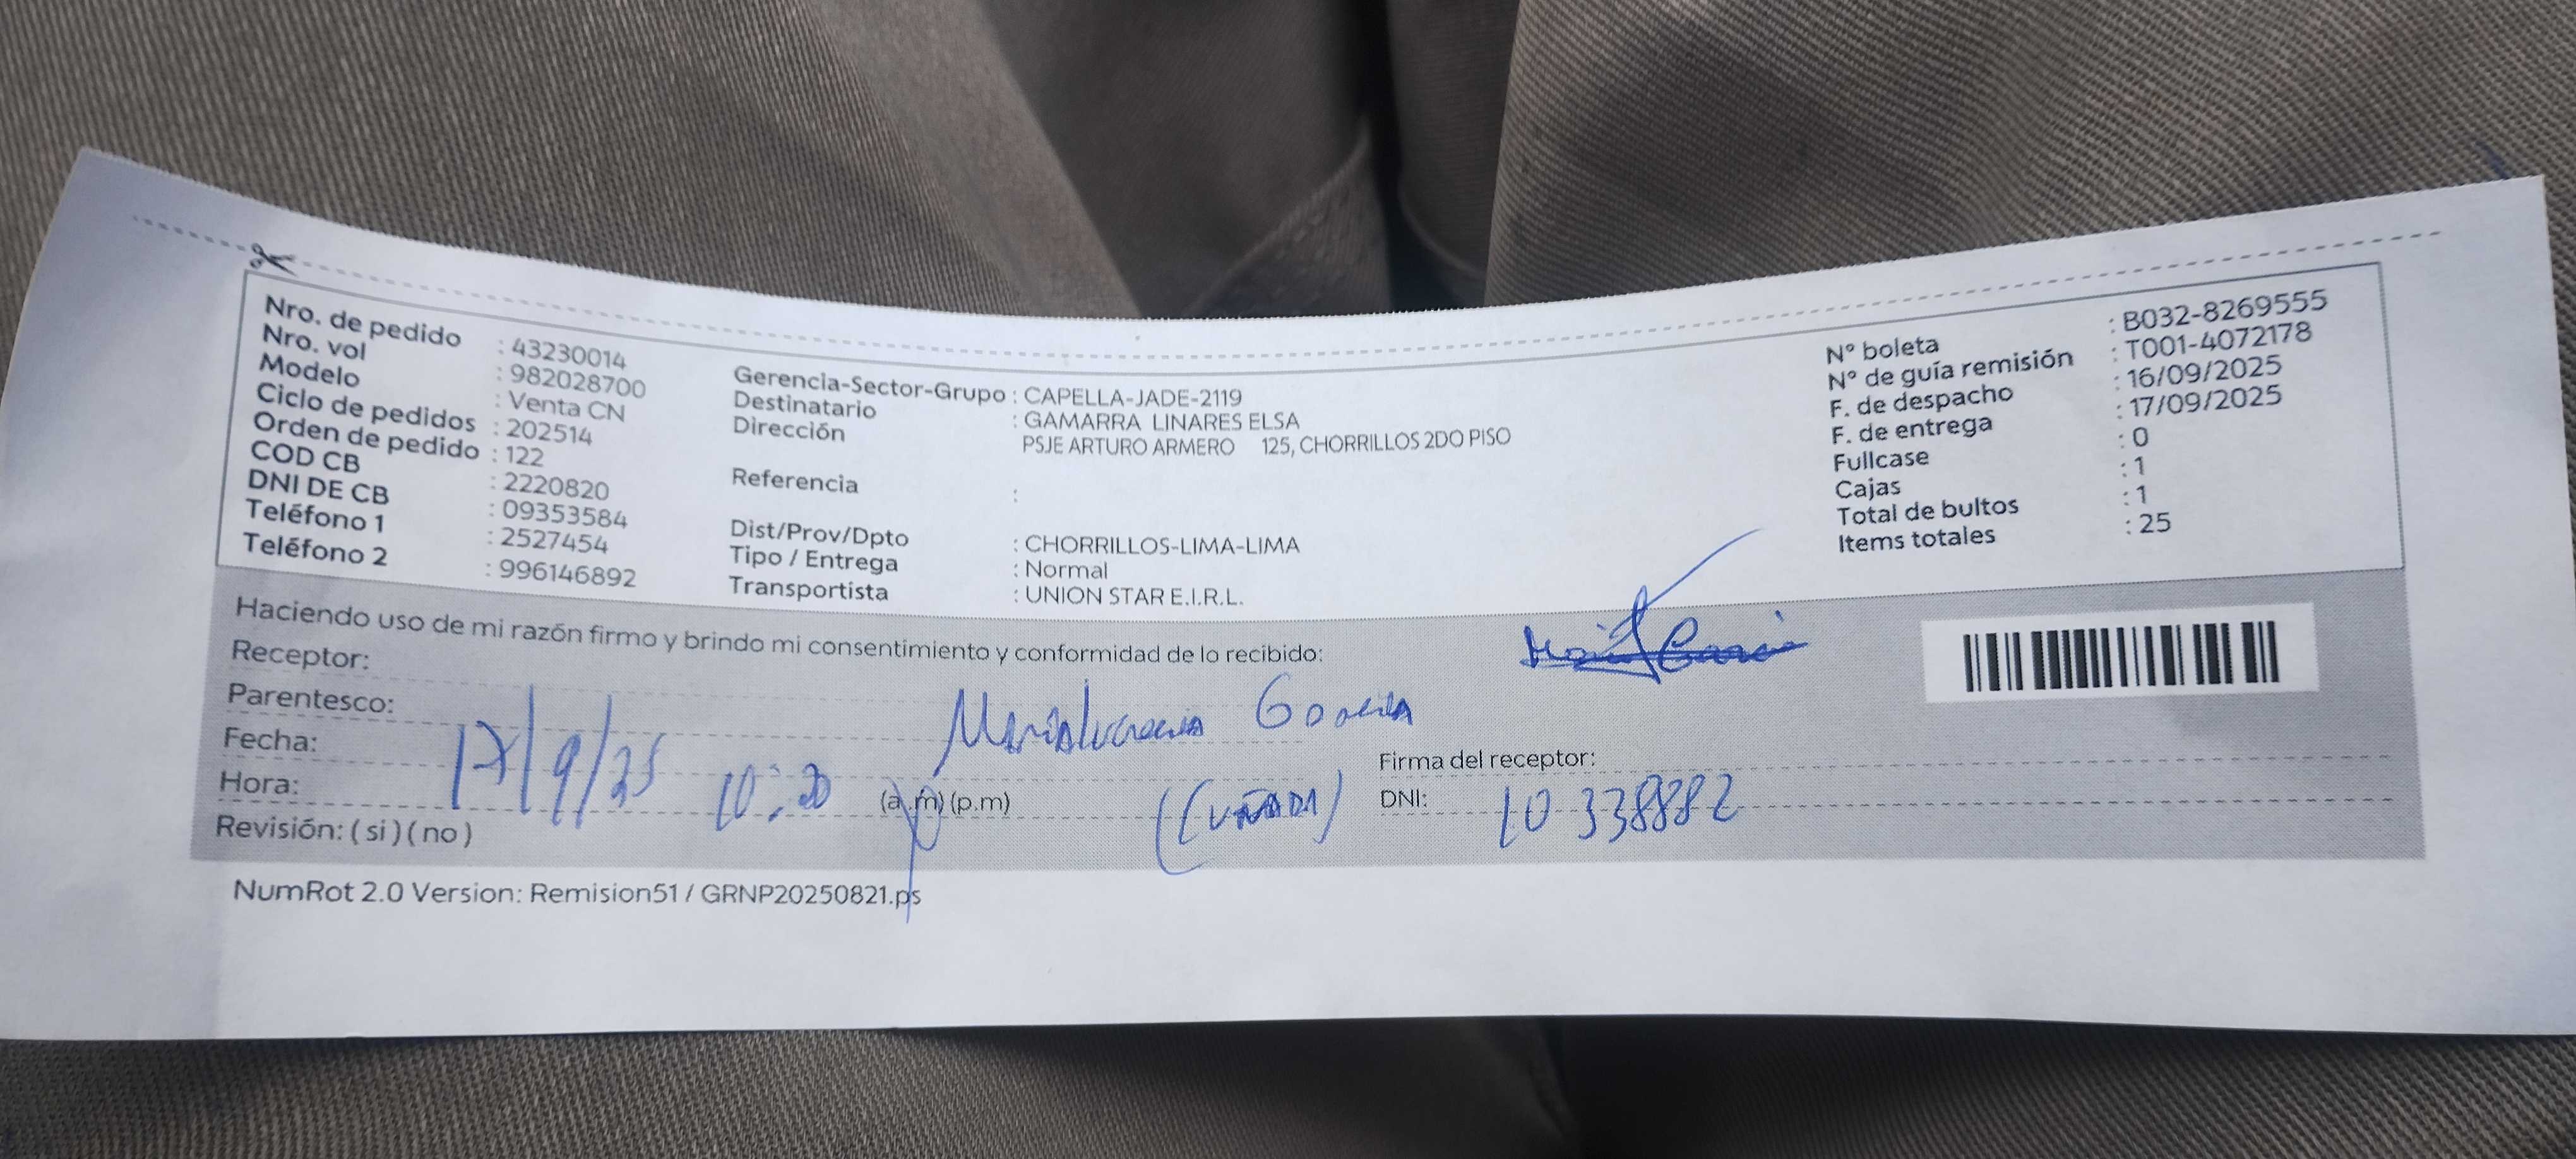 Nro. de pedido : 43230014
Nro. vol : 982028700
Modelo : Venta CN
Ciclo de pedidos : 202514
Orden de pedido : 122
COD CB : 2220820
DNI DE CB : 09353584
Teléfono 1 : 2527454
Teléfono 2 : 996146892
Gerencia-Sector-Grupo : CAPELLA-JADE-2119
Destinatario : GAMARRA LINARES ELSA
Dirección PSJE ARTURO ARMERO 125, CHORRILLOS 2DO PISO
Referencia :
Dist/Prov/Dpto : CHORRILLOS-LIMA-LIMA
Tipo / Entrega : Normal
Transportista : UNION STAR E.I.R.L.
N° boleta : B032-8269555
N° de guía remisión : T001-4072178
F. de despacho : 16/09/2025
F. de entrega : 17/09/2025
Fullcase : 0
Cajas : 1
Total de bultos : 1
Items totales : 25
Haciendo uso de mi razón firmo y brindo mi consentimiento y conformidad de lo recibido:
Receptor:
Parentesco:
Fecha: 17/9/25
Hora: 10:20 (a.m) (p.m)
Revisión: ( si ) ( no )
Firma del receptor:
DNI: 10338882
NumRot 2.0 Version: Remision51 / GRNP20250821.ps